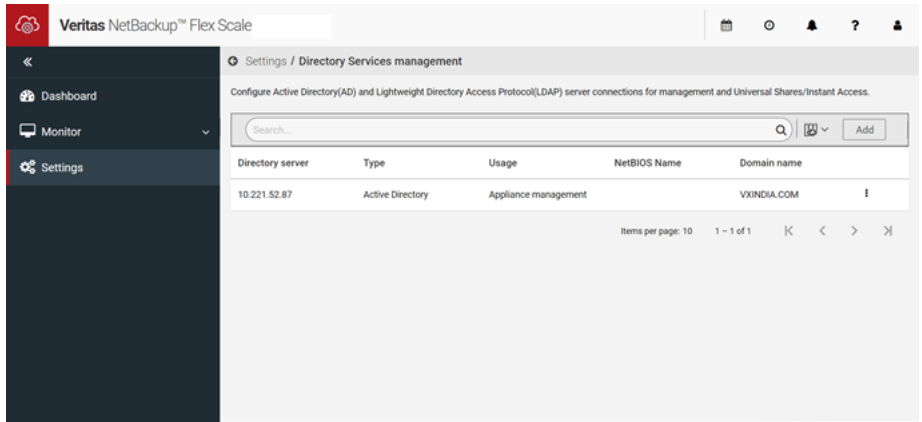 Veritas NetBackup™ Flex Scale
?
«
Settings / Directory Services management
Dashboard
Configure Active Directory(AD) and Lightweight Directory Access Protocol(LDAP) server connections for management and Universal Shares/Instant Access.
Monitor
Search...
Add
Settings
Directory server Type Usage NetBIOS Name Domain name
10.221.52.87 Active Directory Appliance management VXINDIA.COM
Items per page: 10 1 – 1 of 1